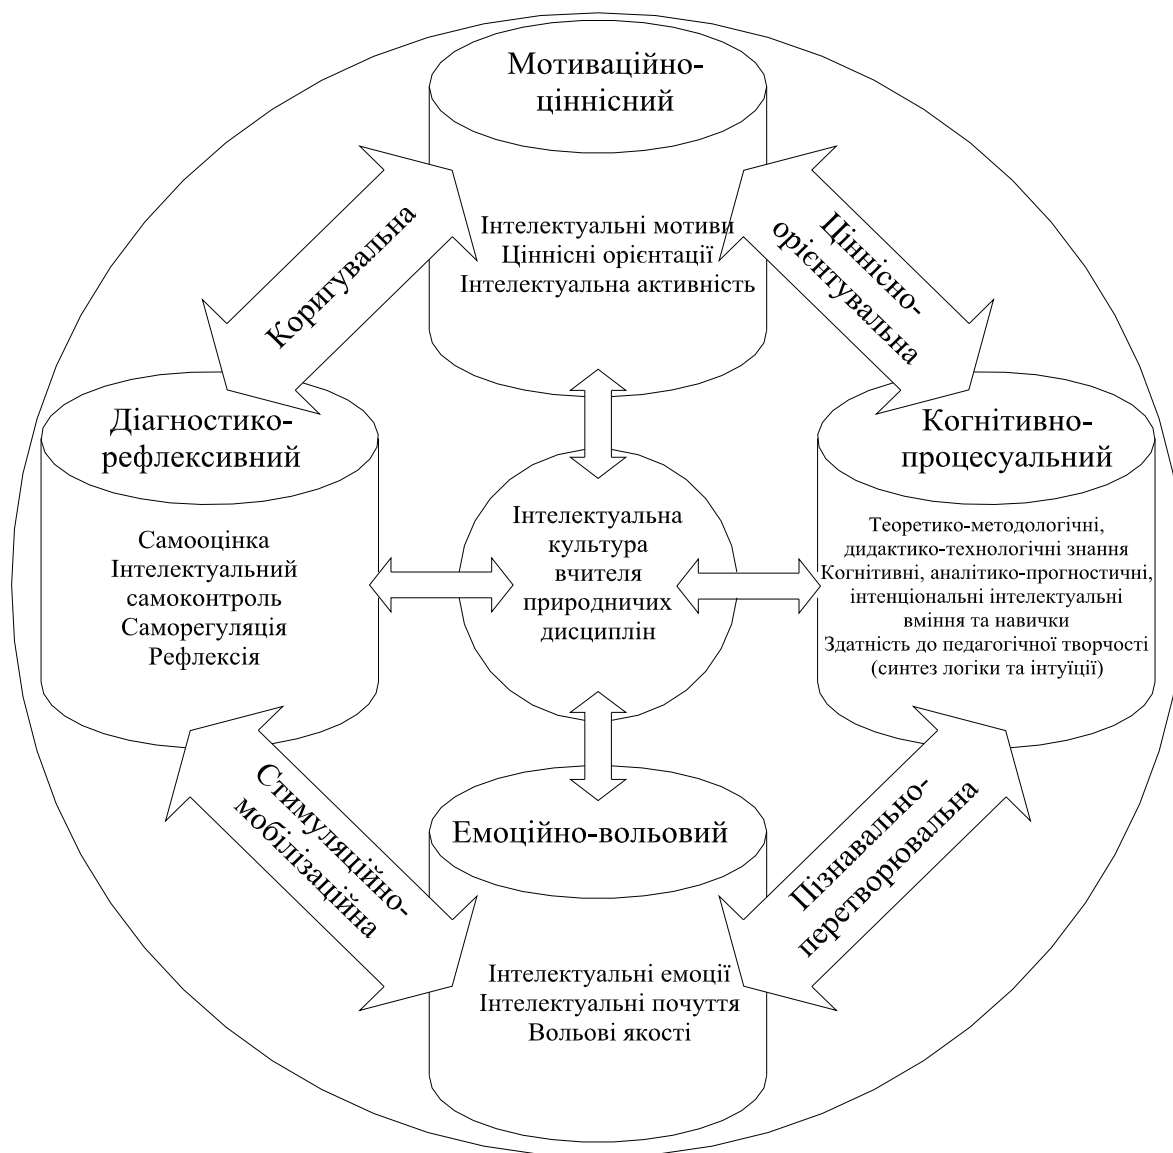 Мотиваційно-
ціннісний
Інтелектуальні мотиви
Ціннісні орієнтації
Інтелектуальна активність
Коригувальна
Ціннісно-
орієнтувальна
Діагностико-
рефлексивний
Самооцінка
Інтелектуальний
самоконтроль
Саморегуляція
Рефлексія
Інтелектуальна
культура
вчителя
природничих
дисциплін
Когнітивно-
процесуальний
Теоретико-методологічні,
дидактико-технологічні знання
Когнітивні, аналітико-прогностичні,
інтенціональні інтелектуальні
вміння та навички
Здатність до педагогічної творчості
(синтез логіки та інтуїції)
Стимуляційно-
мобілізаційна
Пізнавально-
перетворювальна
Емоційно-вольовий
Інтелектуальні емоції
Інтелектуальні почуття
Вольові якості